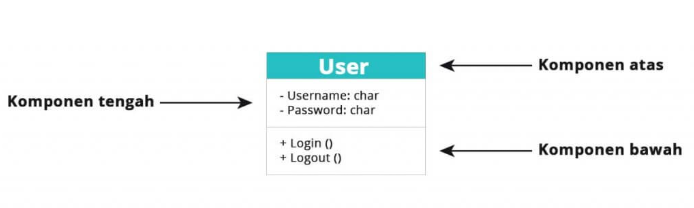 User
Komponen atas
Komponen tengah
- Username: char
- Password: char
+ Login ()
+ Logout ()
Komponen bawah